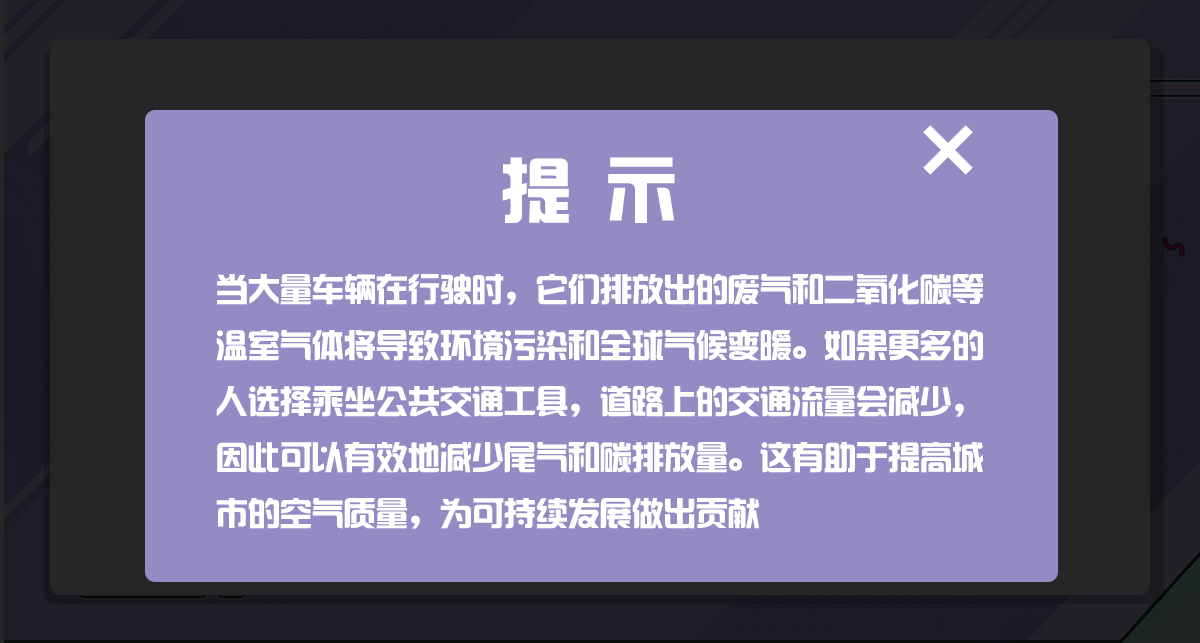 提示
当大量车辆在行驶时，它们排放出的废气和二氧化碳等
温室气体将导致环境污染和全球气候变暖。如果更多的
人选择乘坐公共交通工具，道路上的交通流量会减少，
因此可以有效地减少尾气和碳排放量。这有助于提高城
市的空气质量，为可持续发展做出贡献